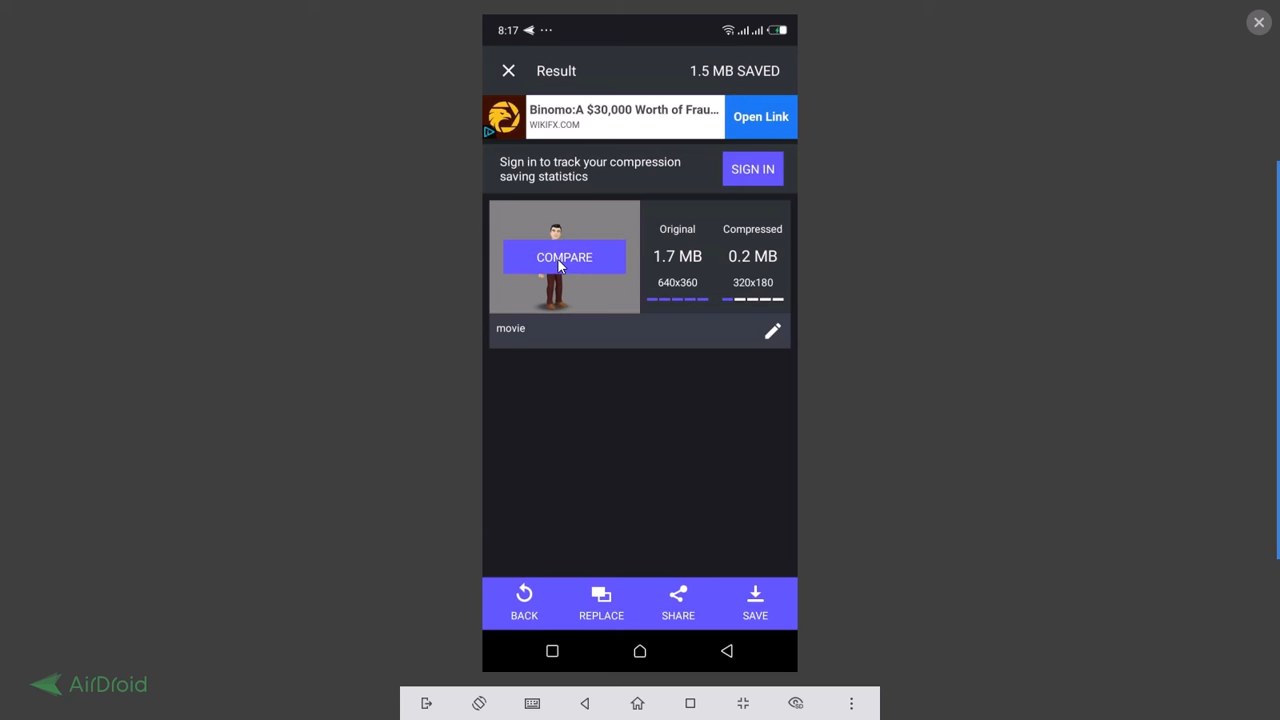 8:17
Result
1.5 MB SAVED
Binomo:A $30,000 Worth of Frau...
WIKIFX.COM
Open Link
Sign in to track your compression
saving statistics
SIGN IN
COMPARE
Original
Compressed
1.7 MB
0.2 MB
640x360
320x180
movie
BACK
REPLACE
SHARE
SAVE
AirDroid